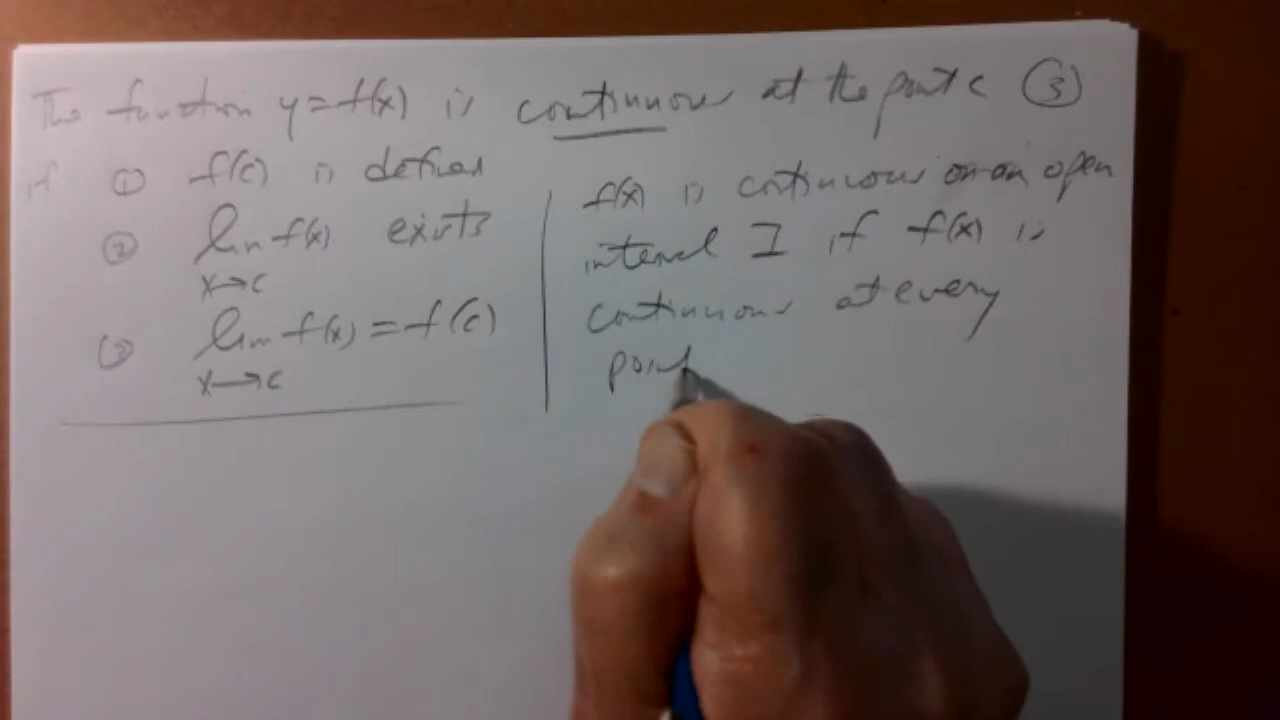 The function y=f(x) is continuous at the point c ③
if ① f(c) is defined
② lim f(x) exists
x→c
③ lim f(x) = f(c)
x→c
f(x) is continuous on an open
interval I if f(x) is
continuous at every
point